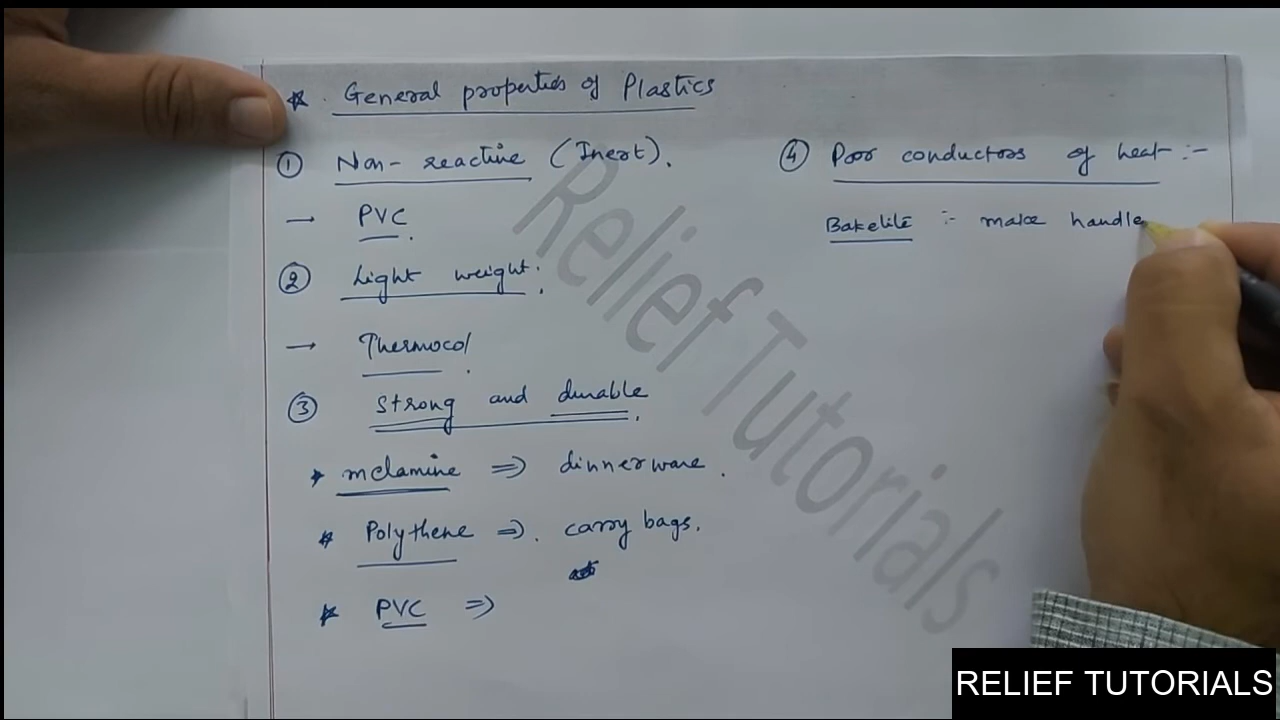 ☆. General properties of Plastics
① Non-reactive (Inert).
→ PVC.
② Light weight:
→ Thermocol.
③ Strong and durable.
* melamine ⇒ dinnerware.
* Polythene ⇒. carry bags.
* PVC ⇒
④ Poor conductors of heat :-
Bakelite :- make handle
Relief Tutorials
RELIEF TUTORIALS